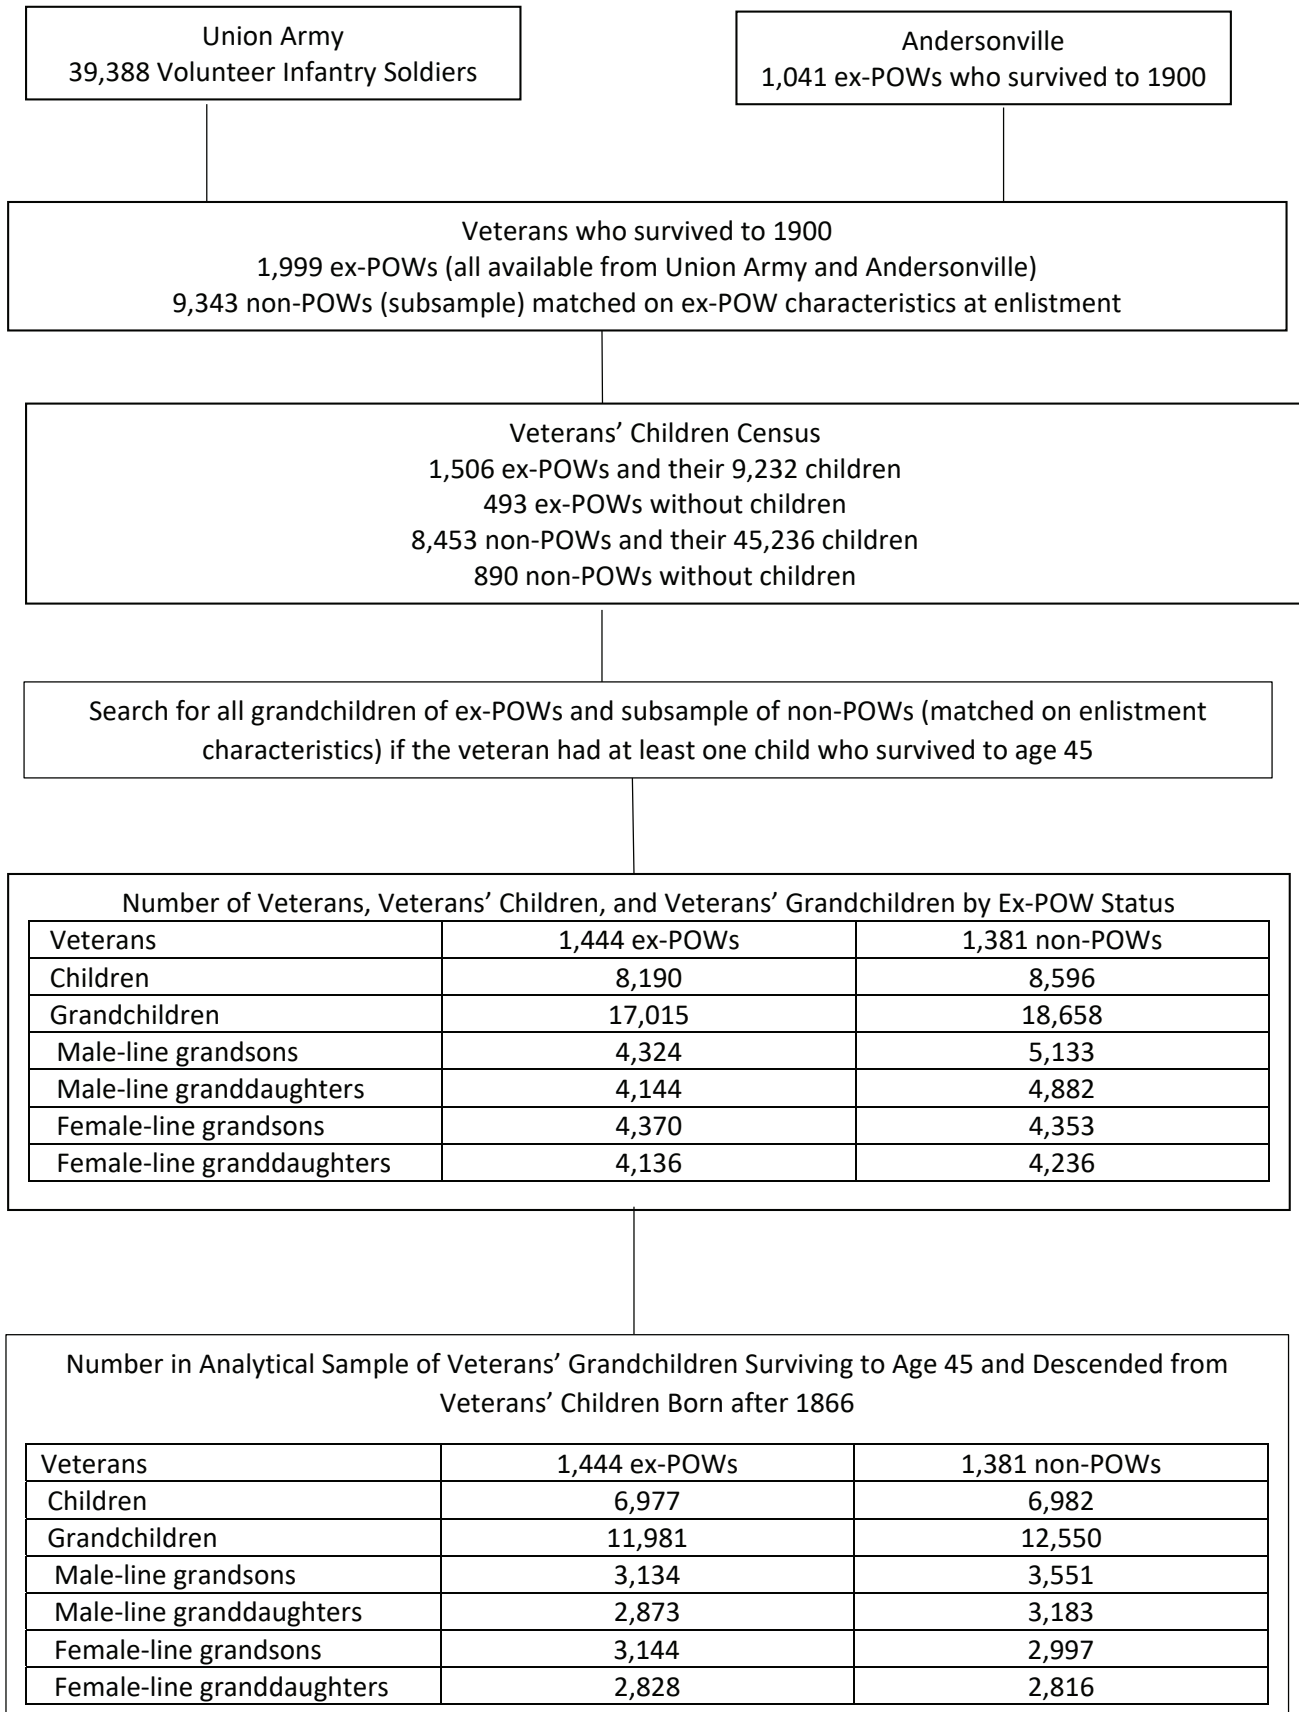 Union Army
39,388 Volunteer Infantry Soldiers
Andersonville
1,041 ex-POWs who survived to 1900
Veterans who survived to 1900
1,999 ex-POWs (all available from Union Army and Andersonville)
9,343 non-POWs (subsample) matched on ex-POW characteristics at enlistment
Veterans’ Children Census
1,506 ex-POWs and their 9,232 children
493 ex-POWs without children
8,453 non-POWs and their 45,236 children
890 non-POWs without children
Search for all grandchildren of ex-POWs and subsample of non-POWs (matched on enlistment
characteristics) if the veteran had at least one child who survived to age 45
Number of Veterans, Veterans’ Children, and Veterans’ Grandchildren by Ex-POW Status
Veterans 1,444 ex-POWs 1,381 non-POWs
Children 8,190 8,596
Grandchildren 17,015 18,658
Male-line grandsons 4,324 5,133
Male-line granddaughters 4,144 4,882
Female-line grandsons 4,370 4,353
Female-line granddaughters 4,136 4,236
Number in Analytical Sample of Veterans’ Grandchildren Surviving to Age 45 and Descended from
Veterans’ Children Born after 1866
Veterans 1,444 ex-POWs 1,381 non-POWs
Children 6,977 6,982
Grandchildren 11,981 12,550
Male-line grandsons 3,134 3,551
Male-line granddaughters 2,873 3,183
Female-line grandsons 3,144 2,997
Female-line granddaughters 2,828 2,816